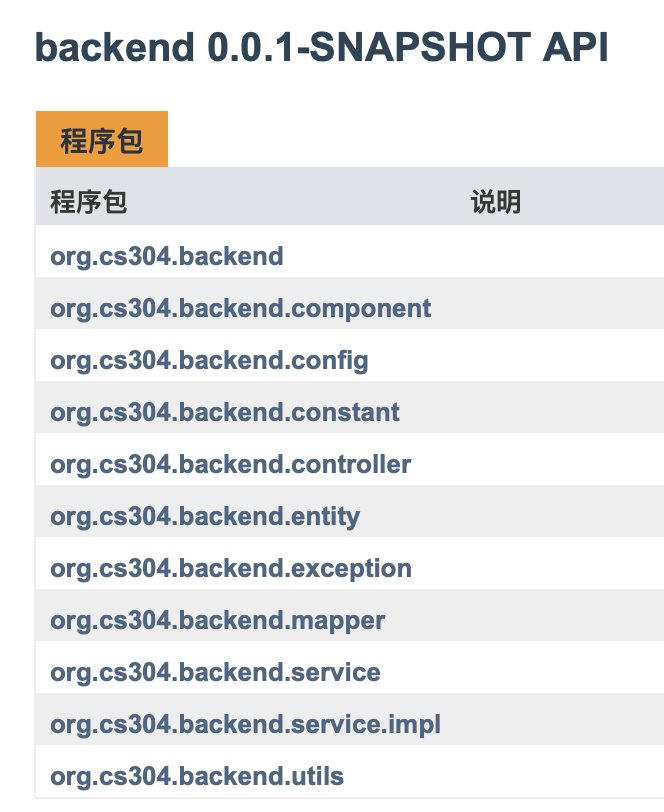 backend 0.0.1-SNAPSHOT API
程序包
程序包 说明
org.cs304.backend
org.cs304.backend.component
org.cs304.backend.config
org.cs304.backend.constant
org.cs304.backend.controller
org.cs304.backend.entity
org.cs304.backend.exception
org.cs304.backend.mapper
org.cs304.backend.service
org.cs304.backend.service.impl
org.cs304.backend.utils